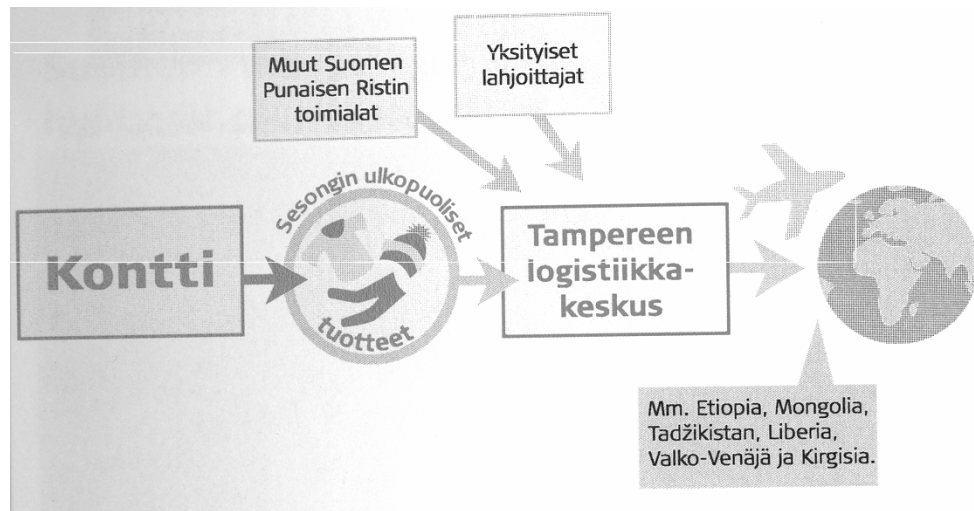 Muut Suomen
Punaisen Ristin
toimialat
Yksityiset
lahjoittajat
Kontti
Sesongin ulkopuoliset
tuotteet
Tampereen
logistiikka-
keskus
Mm. Etiopia, Mongolia,
Tadžikistan, Liberia,
Valko-Venäjä ja Kirgisia.